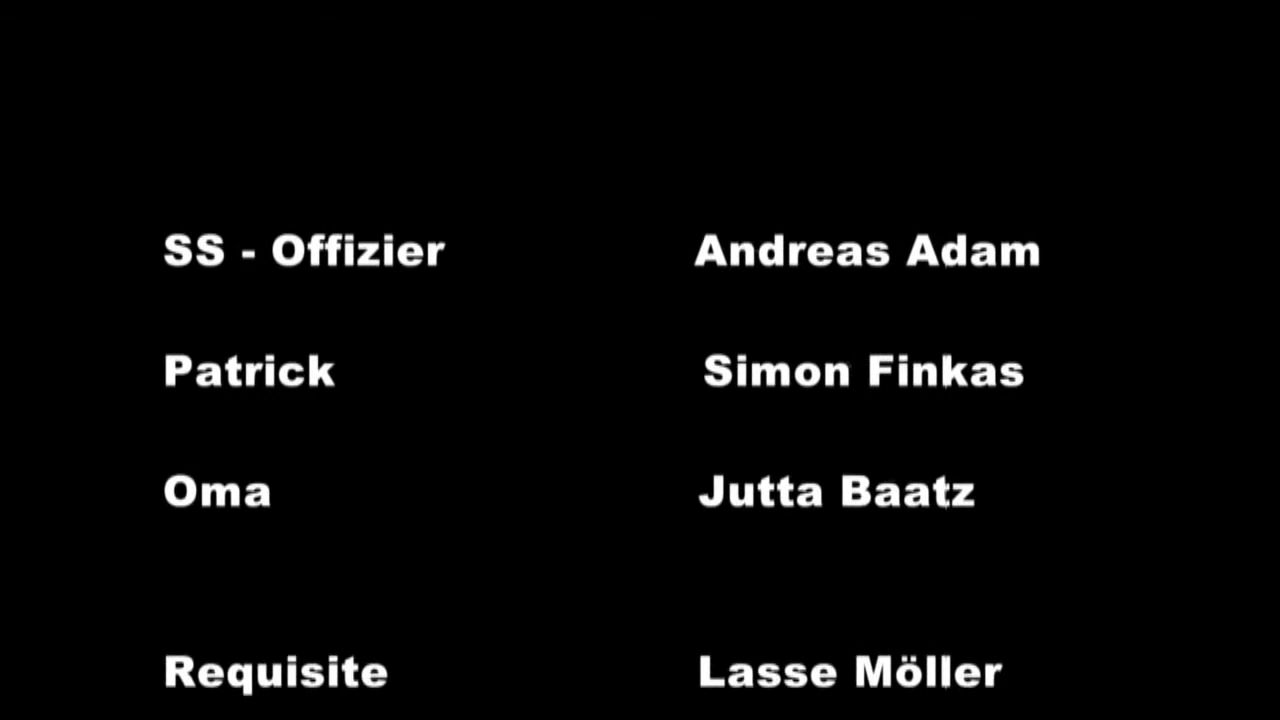 SS - Offizier Andreas Adam
Patrick Simon Finkas
Oma Jutta Baatz
Requisite Lasse Möller